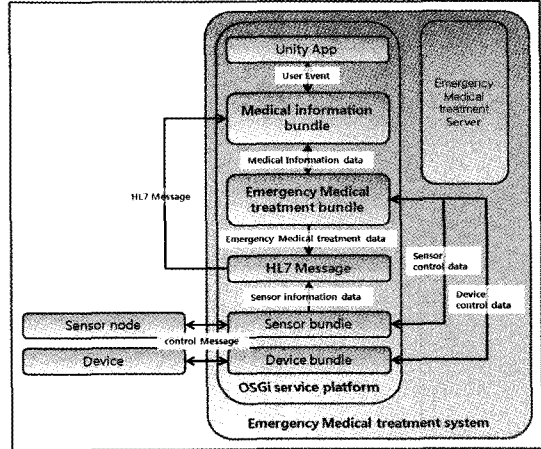 Unity App
User Event
Medical information
bundle
Medical Information data
Emergency Medical
treatment bundle
Emergency Medical treatment data
HL7 Message
Sensor information data
Sensor bundle
Device bundle
OSGi service platform
Emergency Medical treatment system
Emergency
Medical
treatment
Server
HL7 Message
Sensor
control data
Device
control data
Sensor node
control Message
Device